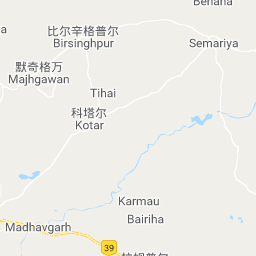 Benana
比尔辛格普尔
Birsinghpur
Semariya
默奇格万
Majhgawan
Tihai
科塔尔
Kotar
Karmau
Bairiha
Madhavgarh
39